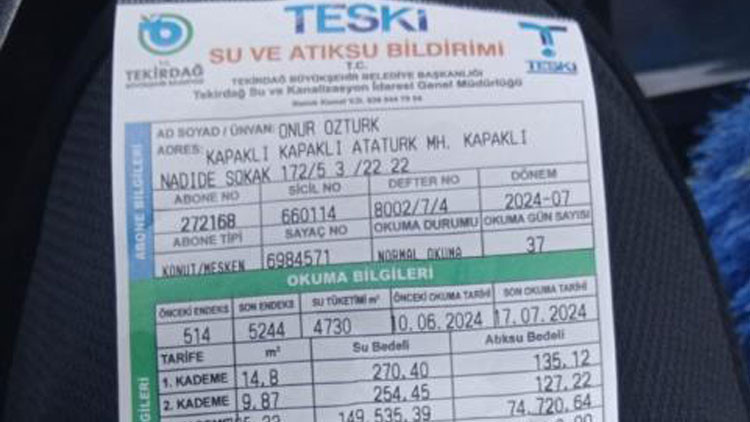 TESKİ
SU VE ATIKSU BİLDİRİMİ
T.C.
TEKİRDAĞ
TEKİRDAĞ BÜYÜKŞEHİR BELEDİYE BAŞKANLIĞI
TESKİ
Tekirdağ Su ve Kanalizasyon İdaresi Genel Müdürlüğü
ABONE BİLGİLERİ
AD SOYAD / ÜNVAN: ONUR OZTURK
ADRES: KAPAKLI KAPAKLI ATATURK MH. KAPAKLI
NADIDE SOKAK 172/5 3 /22 22
ABONE NO SİCİL NO DEFTER NO DÖNEM
272168 660114 8002/7/4 2024-07
ABONE TİPİ SAYAÇ NO OKUMA DURUMU OKUMA GÜN SAYISI
KONUT/MESKEN 6984571 NORMAL OKUMA 37
OKUMA BİLGİLERİ
ÖNCEKİ ENDEKS SON ENDEKS SU TÜKETİMİ m³ ÖNCEKİ OKUMA TARİHİ SON OKUMA TARİHİ
514 5244 4730 10.06.2024 17.07.2024
TARİFE m³ Su Bedeli Atıksu Bedeli
1. KADEME 14,8 270.40 135.12
2. KADEME 9.87 254.45 127.22
149,535.39 74,720.64